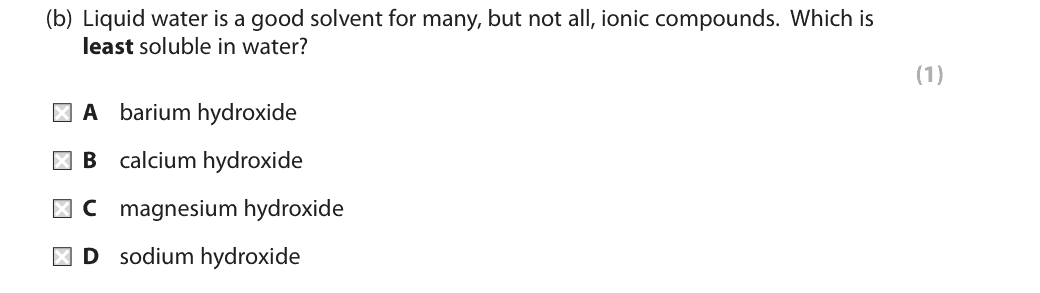 (b) Liquid water is a good solvent for many, but not all, ionic compounds. Which is
least soluble in water?
(1)
A barium hydroxide
B calcium hydroxide
C magnesium hydroxide
D sodium hydroxide